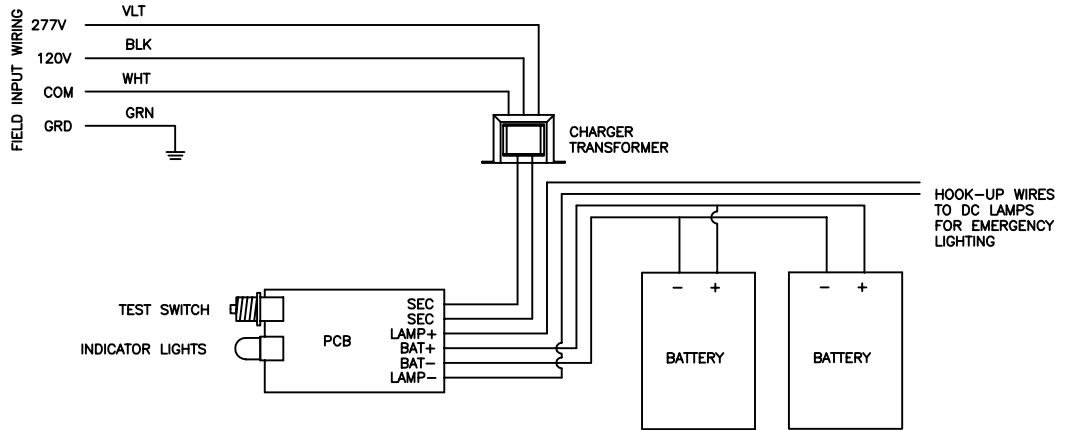 FIELD INPUT WIRING
277V
VLT
120V
BLK
COM
WHT
GRD
GRN
CHARGER
TRANSFORMER
HOOK-UP WIRES
TO DC LAMPS
FOR EMERGENCY
LIGHTING
TEST SWITCH
INDICATOR LIGHTS
PCB
SEC
SEC
LAMP+
BAT+
BAT-
LAMP-
- +
BATTERY
- +
BATTERY